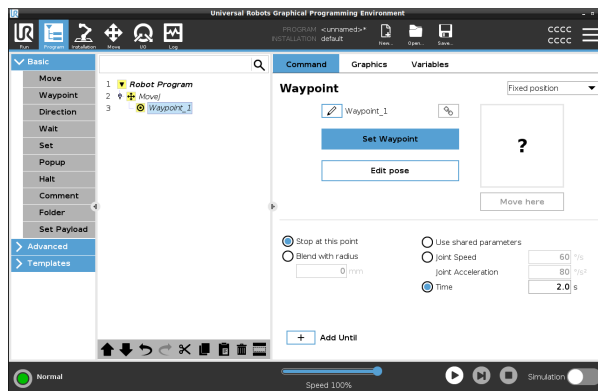 Universal Robots Graphical Programming Environment
UR
Run
Program
Installation
Move
I/O
Log
PROGRAM <unnamed>*
INSTALLATION default
New...
Open...
Save...
CCCC
CCCC
Basic
Move
Waypoint
Direction
Wait
Set
Popup
Halt
Comment
Folder
Set Payload
Advanced
Templates
1 Robot Program
2 MoveJ
3 Waypoint_1
Command Graphics Variables
Waypoint
Fixed position
Waypoint_1
Set Waypoint
Edit pose
?
Move here
Stop at this point
Blend with radius
0 mm
Use shared parameters
Joint Speed 60 °/s
Joint Acceleration 80 °/s²
Time 2.0 s
+ Add Until
Normal
Speed 100%
Simulation